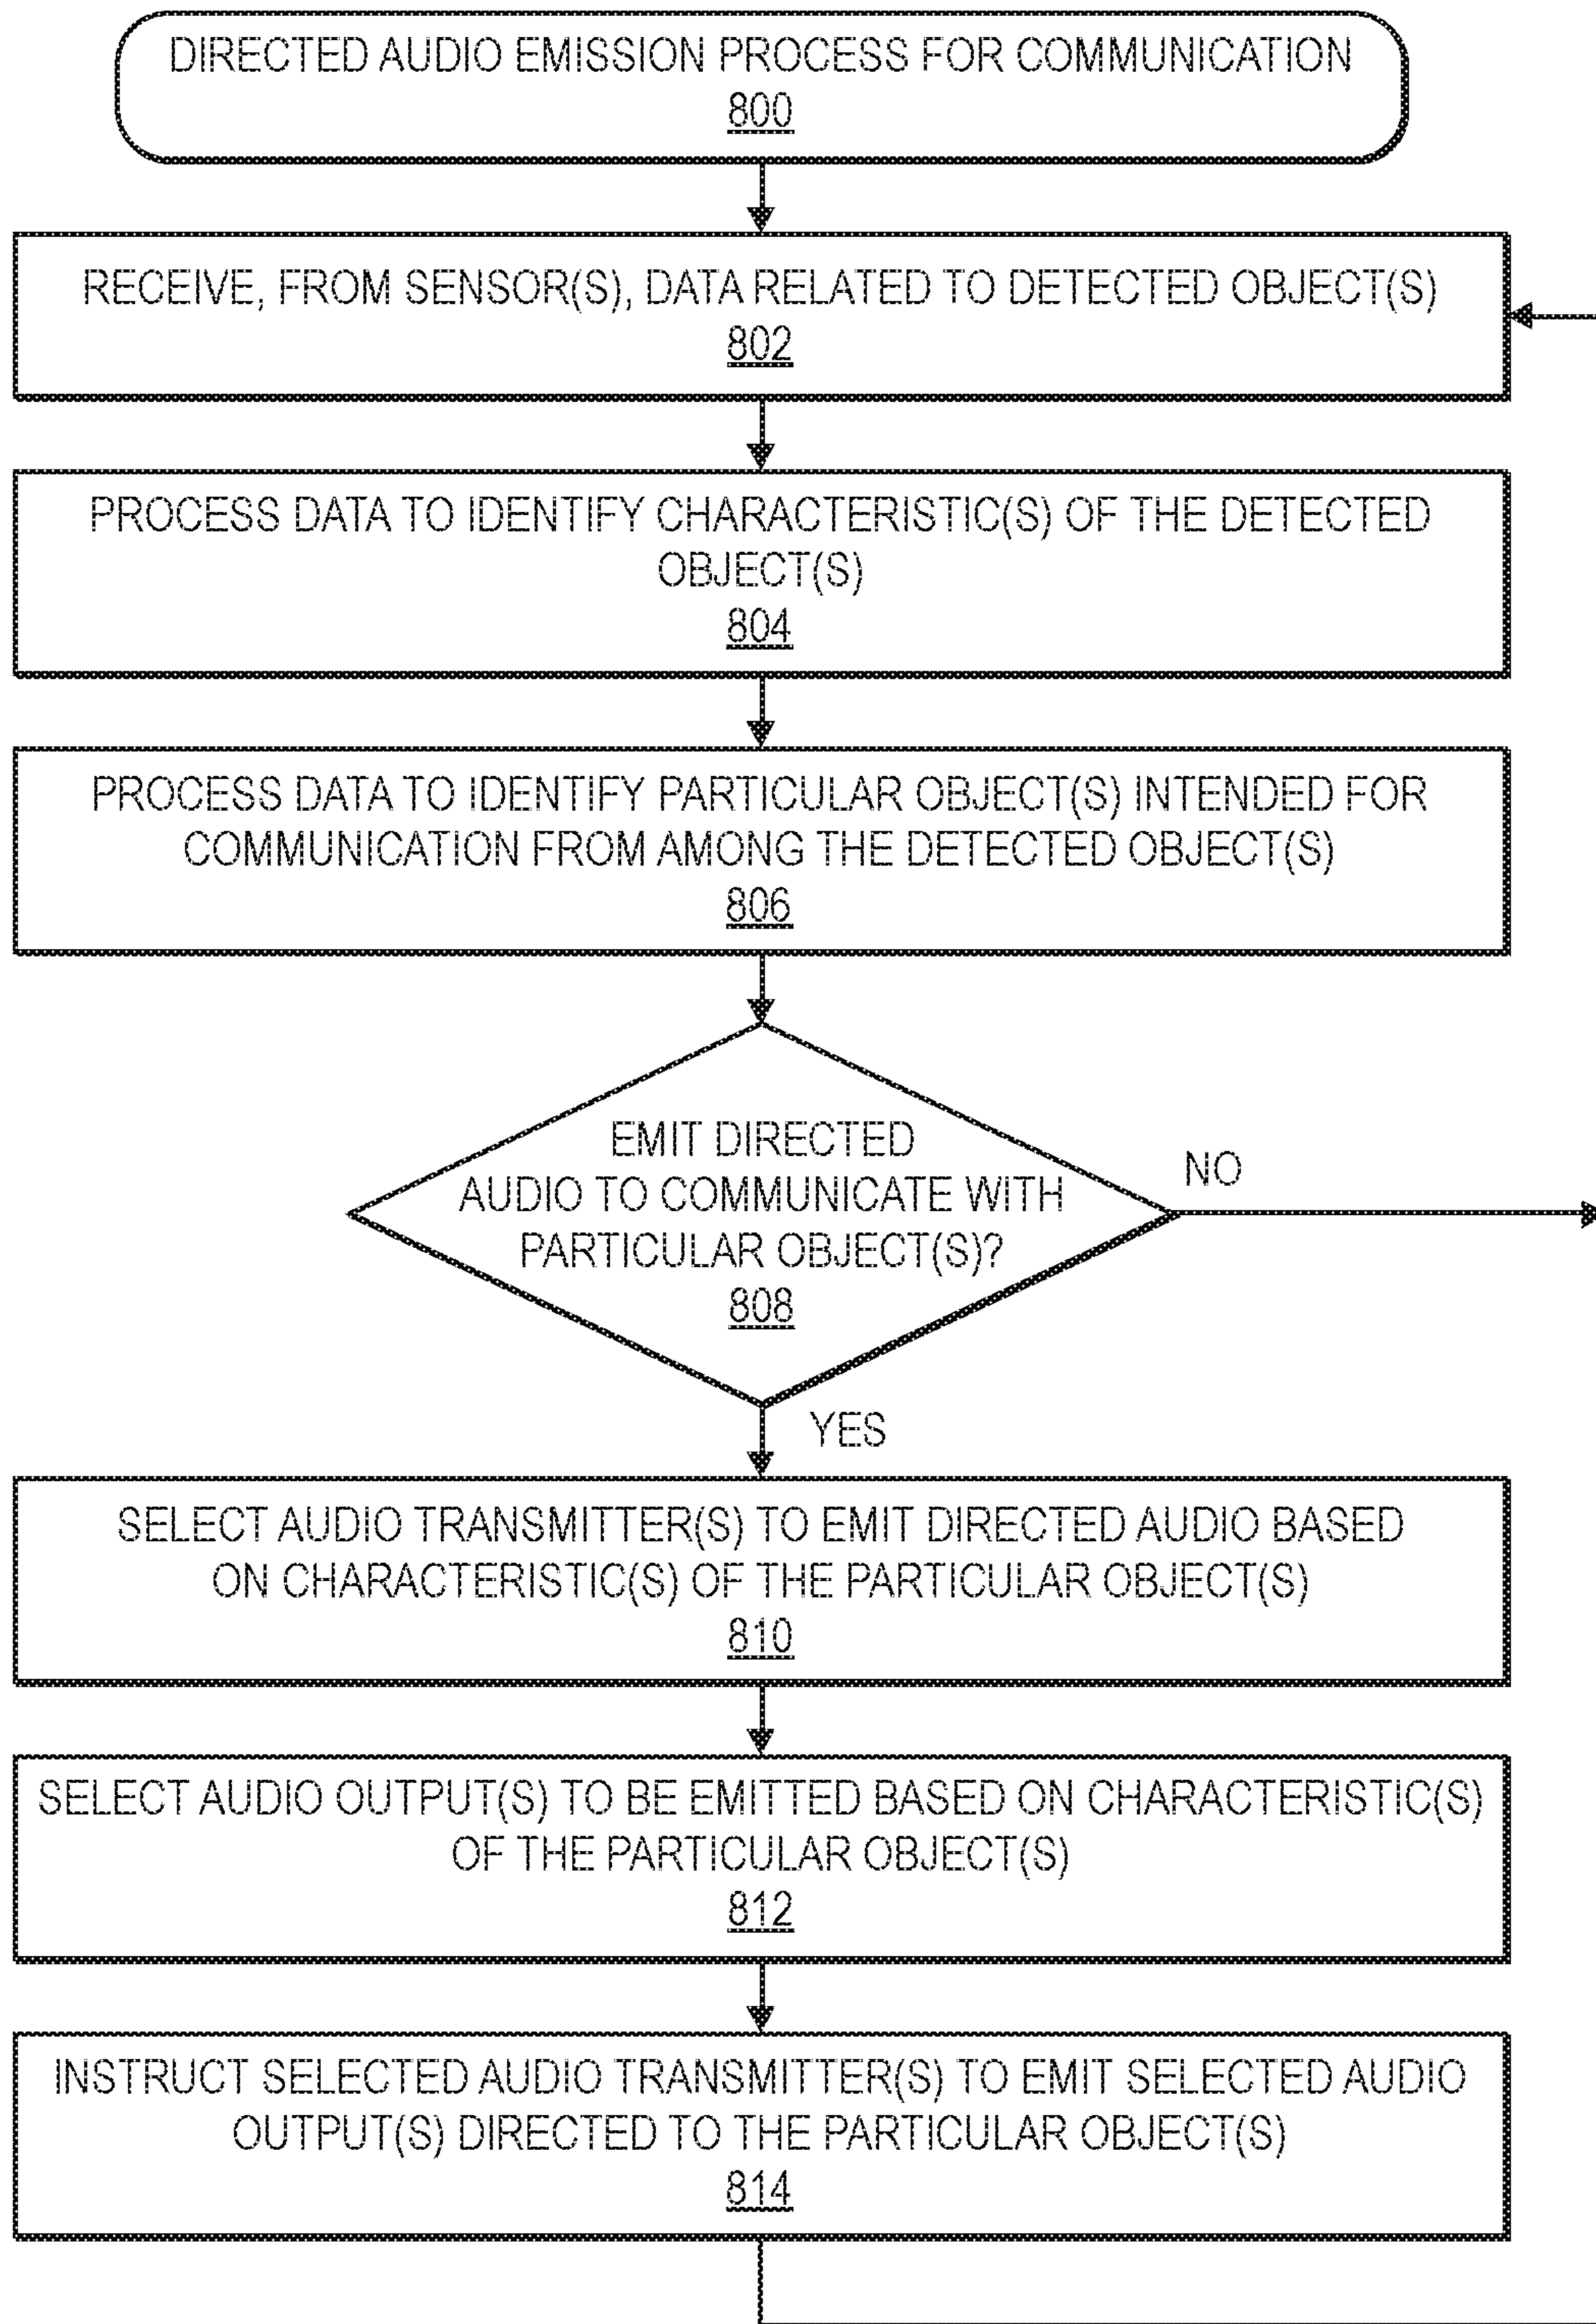 DIRECTED AUDIO EMISSION PROCESS FOR COMMUNICATION
800
RECEIVE, FROM SENSOR(S), DATA RELATED TO DETECTED OBJECT(S)
802
PROCESS DATA TO IDENTIFY CHARACTERISTIC(S) OF THE DETECTED
OBJECT(S)
804
PROCESS DATA TO IDENTIFY PARTICULAR OBJECT(S) INTENDED FOR
COMMUNICATION FROM AMONG THE DETECTED OBJECT(S)
806
EMIT DIRECTED
AUDIO TO COMMUNICATE WITH
PARTICULAR OBJECT(S)?
808
NO
YES
SELECT AUDIO TRANSMITTER(S) TO EMIT DIRECTED AUDIO BASED
ON CHARACTERISTIC(S) OF THE PARTICULAR OBJECT(S)
810
SELECT AUDIO OUTPUT(S) TO BE EMITTED BASED ON CHARACTERISTIC(S)
OF THE PARTICULAR OBJECT(S)
812
INSTRUCT SELECTED AUDIO TRANSMITTER(S) TO EMIT SELECTED AUDIO
OUTPUT(S) DIRECTED TO THE PARTICULAR OBJECT(S)
814